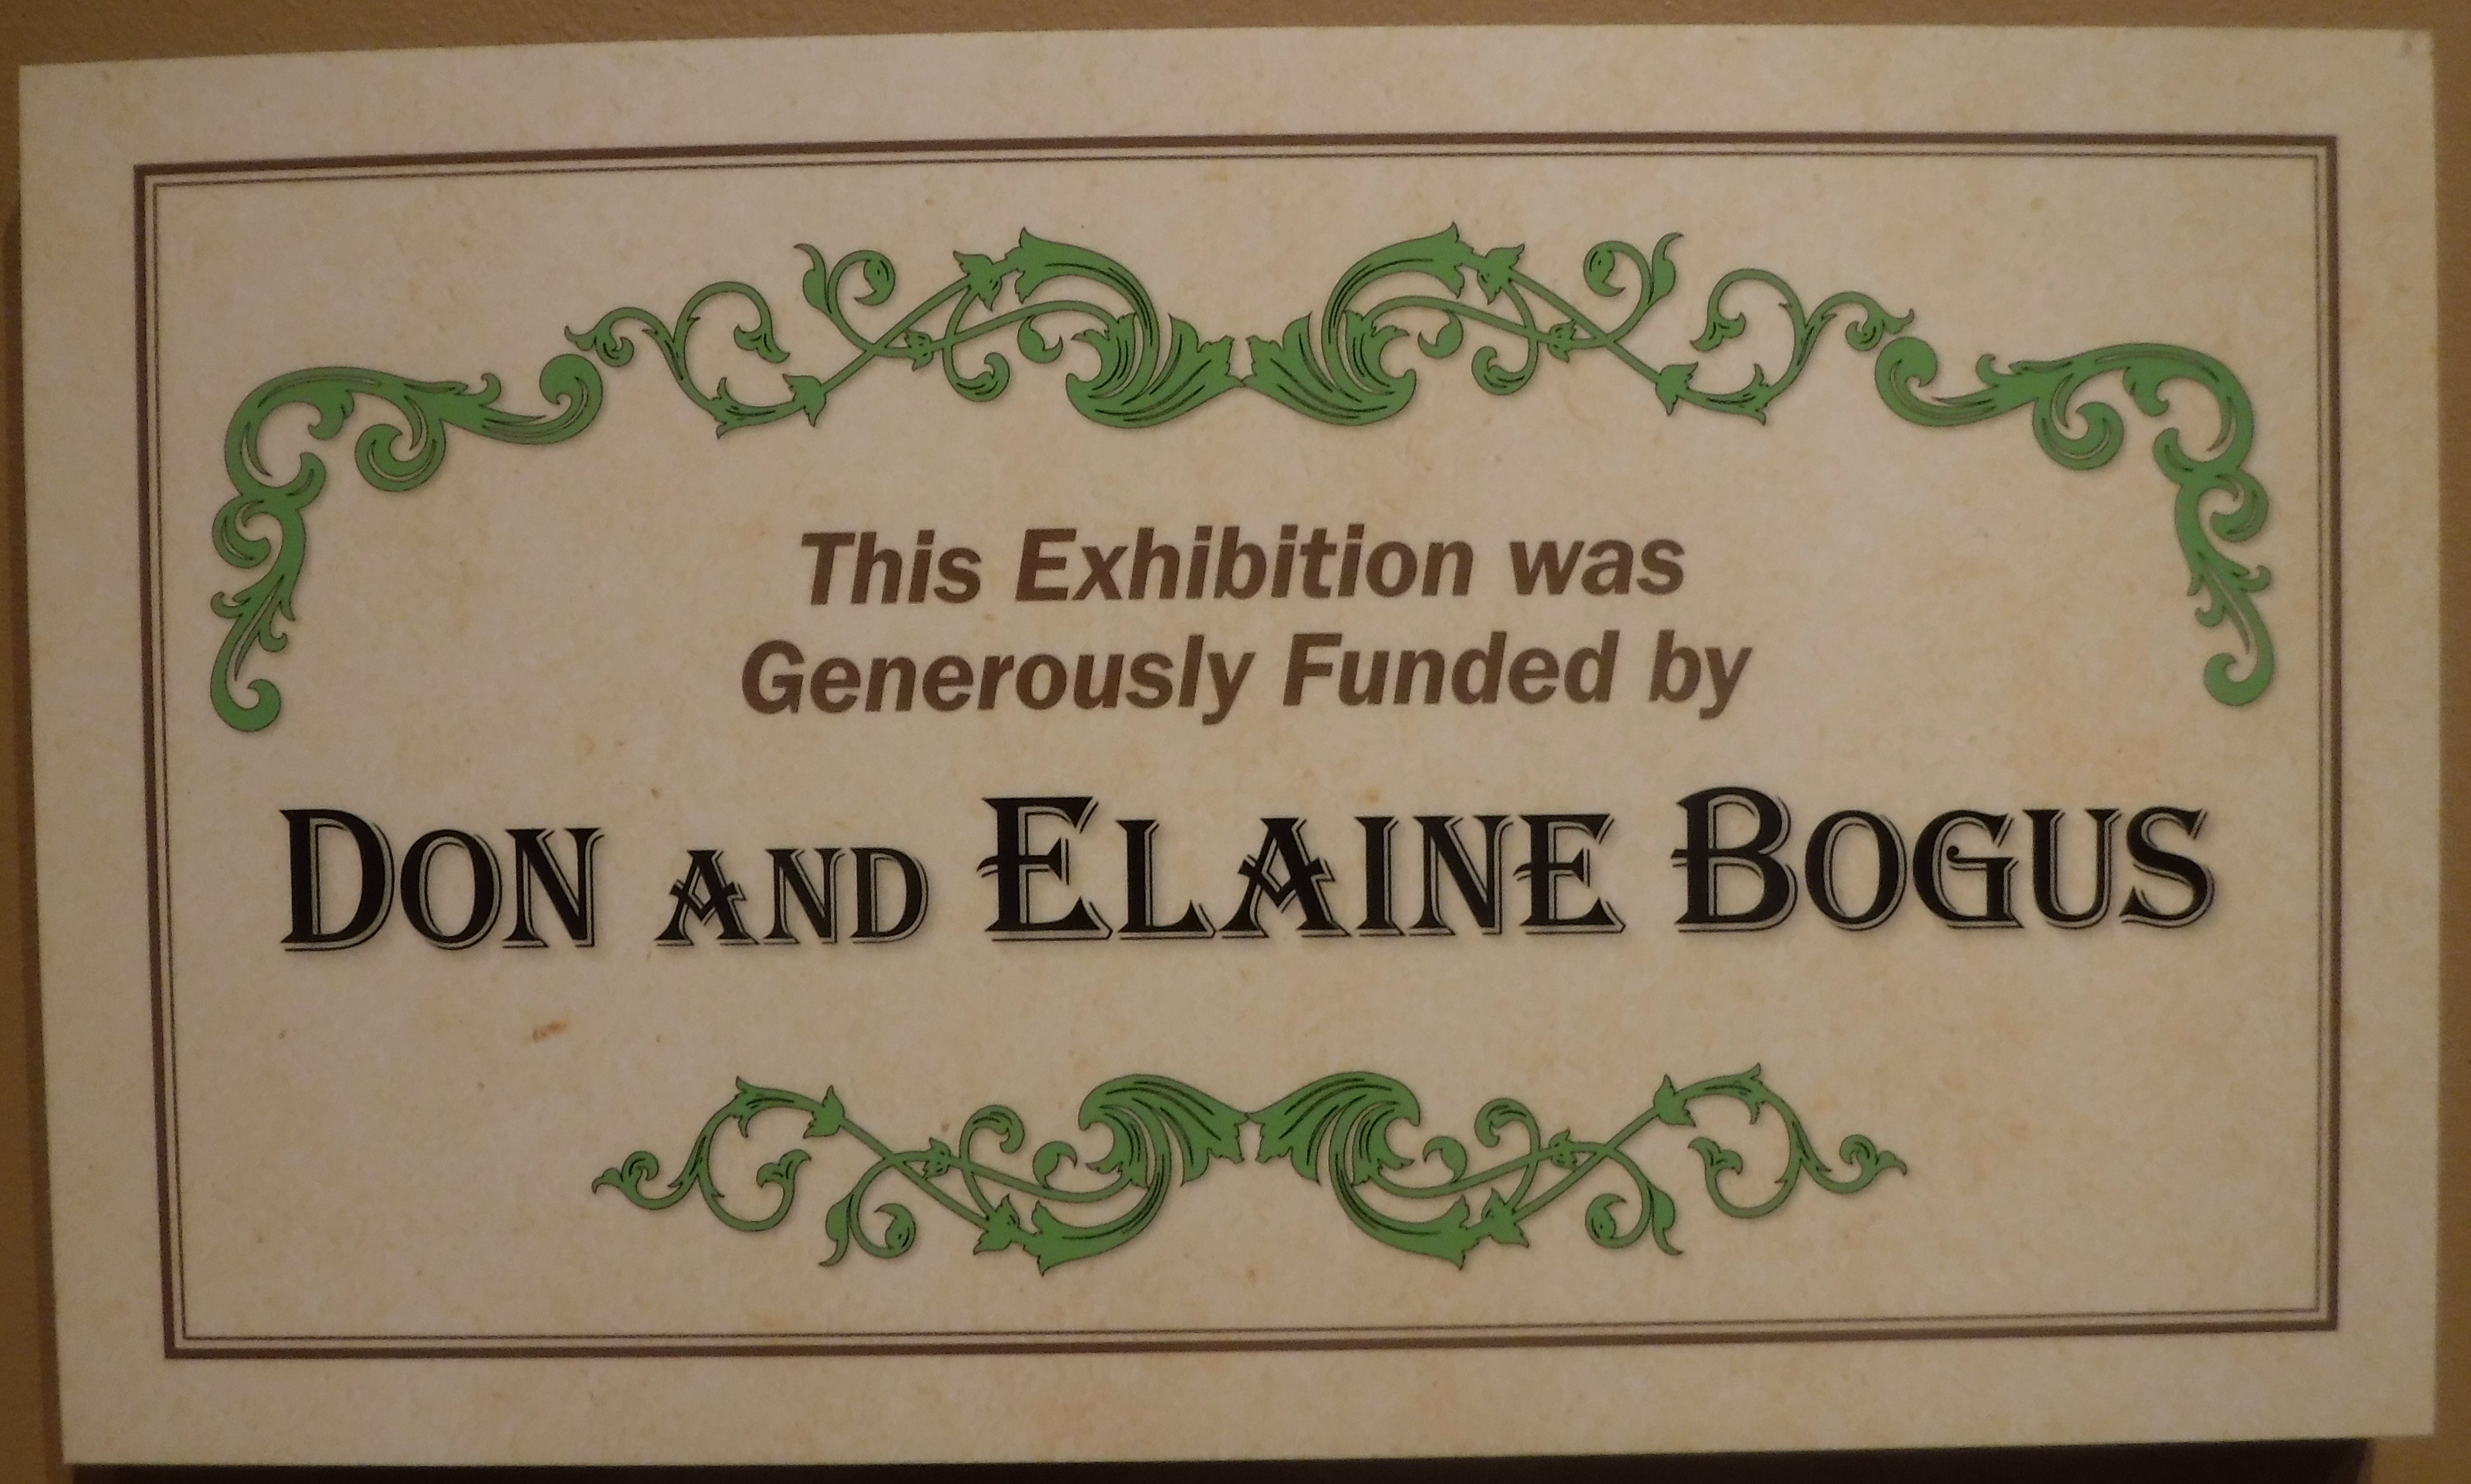 This Exhibition was
Generously Funded by
DON AND ELAINE BOGUS